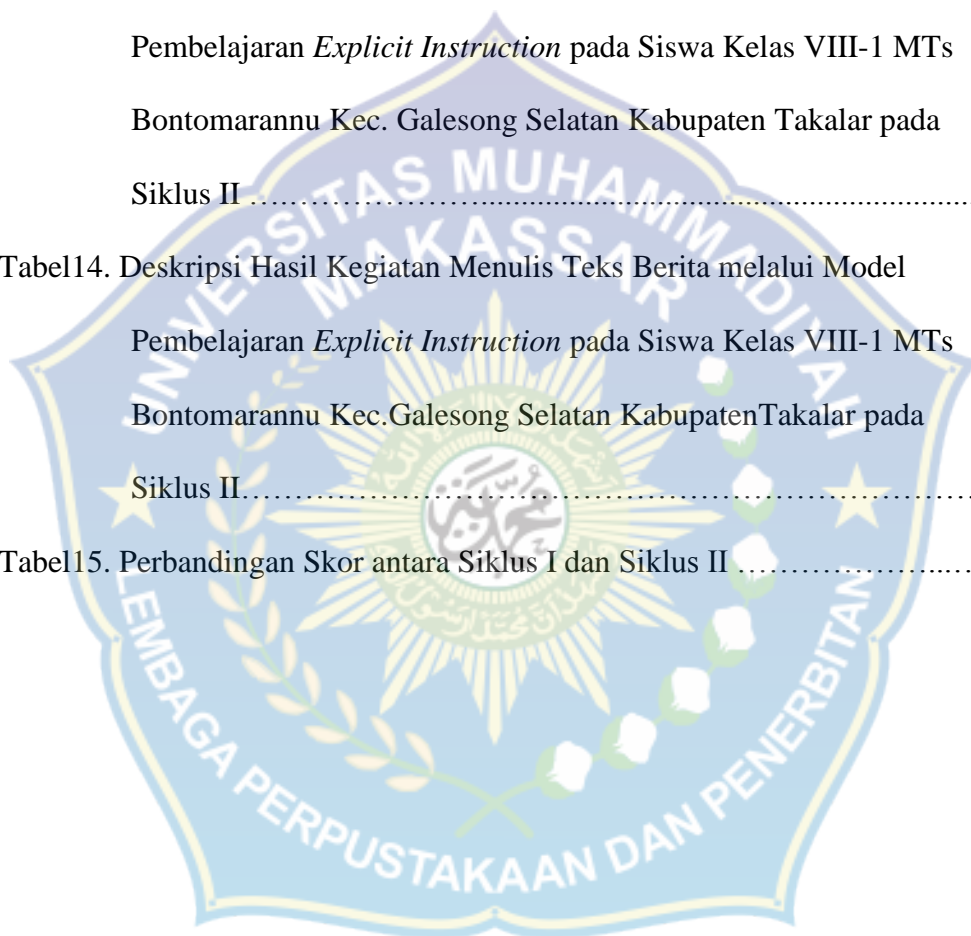 Pembelajaran Explicit Instruction pada Siswa Kelas VIII-1 MTs
Bontomarannu Kec. Galesong Selatan Kabupaten Takalar pada
Siklus II …………………..........................................................................
Tabel14. Deskripsi Hasil Kegiatan Menulis Teks Berita melalui Model
Pembelajaran Explicit Instruction pada Siswa Kelas VIII-1 MTs
Bontomarannu Kec.Galesong Selatan KabupatenTakalar pada
Siklus II……………………………………………………………
Tabel15. Perbandingan Skor antara Siklus I dan Siklus II ………………..…
UNIVERSITAS MUHAMMADIYAH
MAKASSAR
LEMBAGA PERPUSTAKAAN DAN PENERBITAN